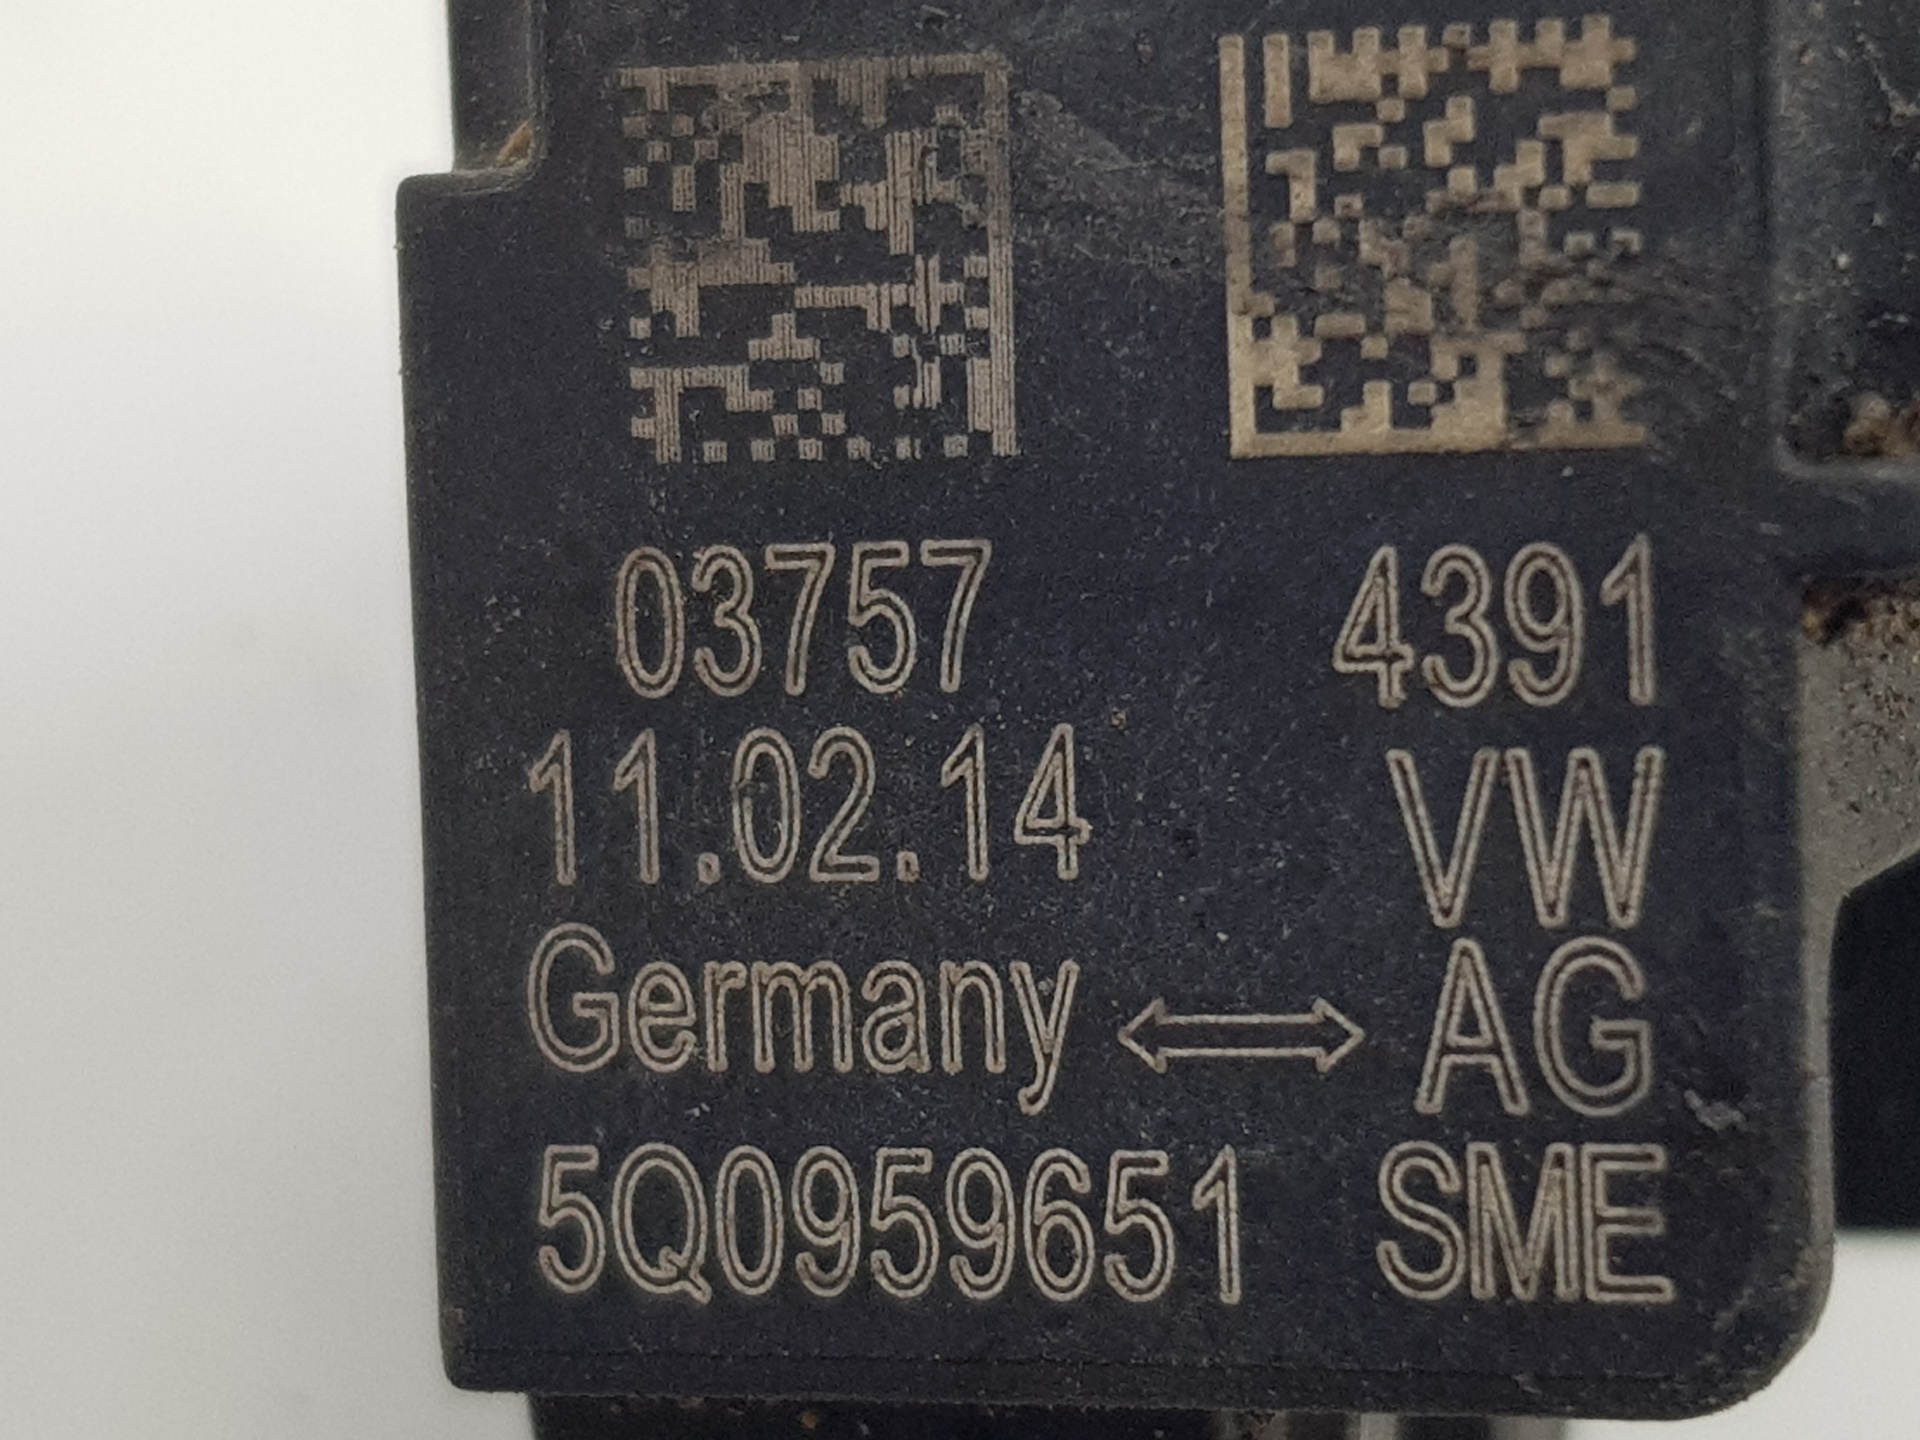 03757 4391
11.02.14 VW
Germany ⟷ AG
5Q0959651 SME